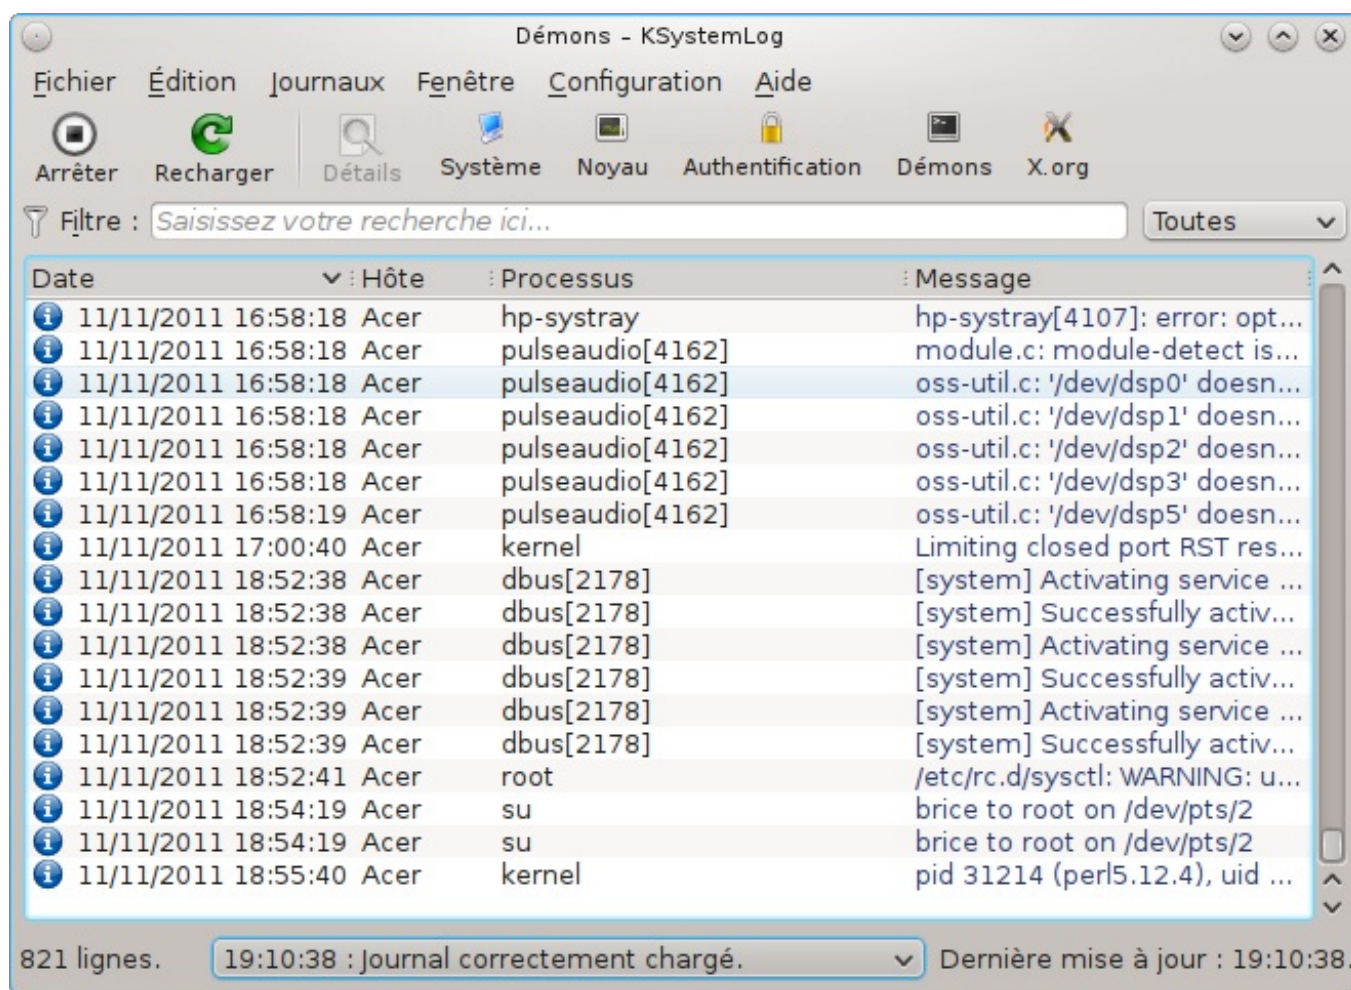 Démons - KSystemLog
Fichier Édition Journaux Fenêtre Configuration Aide
Arrêter Recharger Détails Système Noyau Authentification Démons X.org
Filtre : Saisissez votre recherche ici... Toutes
Date Hôte Processus Message
11/11/2011 16:58:18 Acer hp-systray hp-systray[4107]: error: opt...
11/11/2011 16:58:18 Acer pulseaudio[4162] module.c: module-detect is...
11/11/2011 16:58:18 Acer pulseaudio[4162] oss-util.c: '/dev/dsp0' doesn...
11/11/2011 16:58:18 Acer pulseaudio[4162] oss-util.c: '/dev/dsp1' doesn...
11/11/2011 16:58:18 Acer pulseaudio[4162] oss-util.c: '/dev/dsp2' doesn...
11/11/2011 16:58:18 Acer pulseaudio[4162] oss-util.c: '/dev/dsp3' doesn...
11/11/2011 16:58:19 Acer pulseaudio[4162] oss-util.c: '/dev/dsp5' doesn...
11/11/2011 17:00:40 Acer kernel Limiting closed port RST res...
11/11/2011 18:52:38 Acer dbus[2178] [system] Activating service ...
11/11/2011 18:52:38 Acer dbus[2178] [system] Successfully activ...
11/11/2011 18:52:38 Acer dbus[2178] [system] Activating service ...
11/11/2011 18:52:39 Acer dbus[2178] [system] Successfully activ...
11/11/2011 18:52:39 Acer dbus[2178] [system] Activating service ...
11/11/2011 18:52:39 Acer dbus[2178] [system] Successfully activ...
11/11/2011 18:52:41 Acer root /etc/rc.d/sysctl: WARNING: u...
11/11/2011 18:54:19 Acer su brice to root on /dev/pts/2
11/11/2011 18:54:19 Acer su brice to root on /dev/pts/2
11/11/2011 18:55:40 Acer kernel pid 31214 (perl5.12.4), uid ...
821 lignes. 19:10:38 : Journal correctement chargé. Dernière mise à jour : 19:10:38.